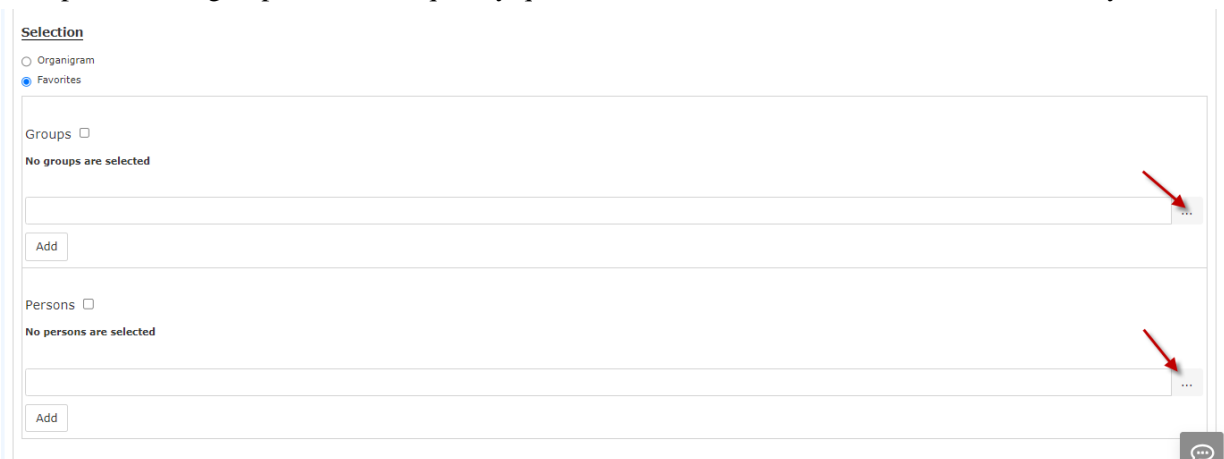 Selection
Organigram
Favorites
Groups
No groups are selected
...
Add
Persons
No persons are selected
...
Add